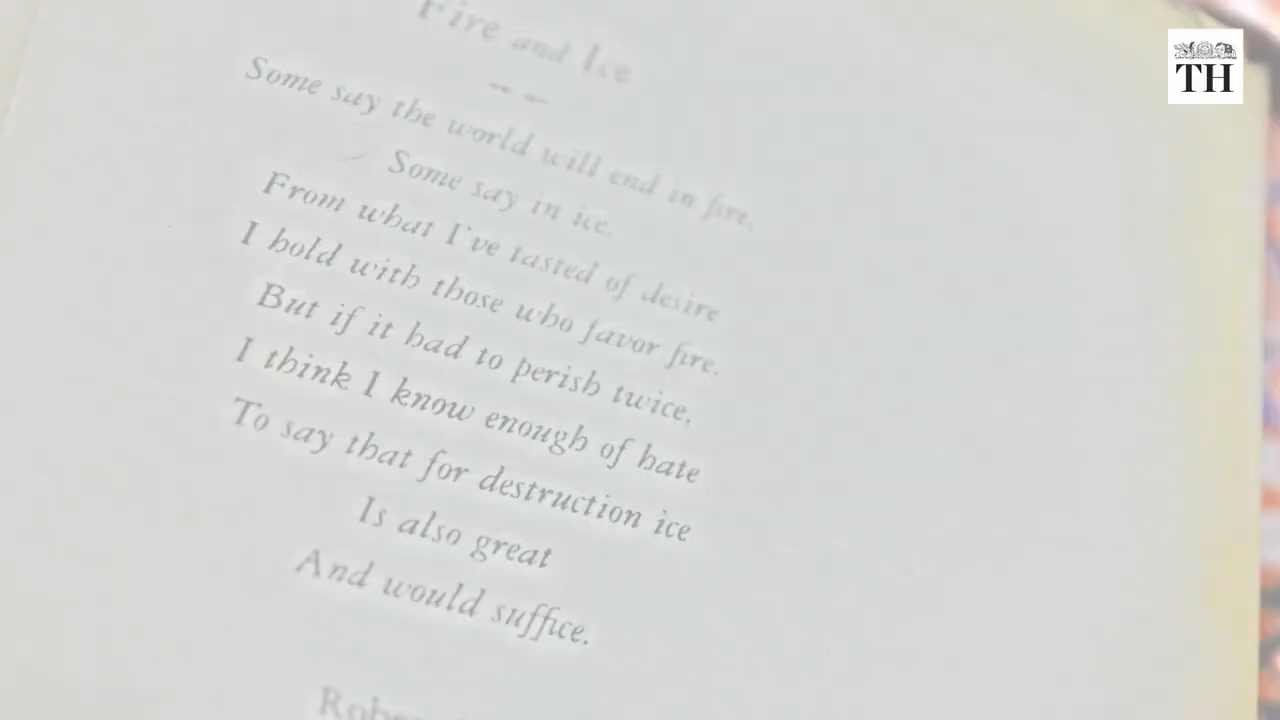 Fire and Ice
Some say the world will end in fire,
Some say in ice.
From what I've tasted of desire
I hold with those who favor fire.
But if it had to perish twice,
I think I know enough of hate
To say that for destruction ice
Is also great
And would suffice.
TH